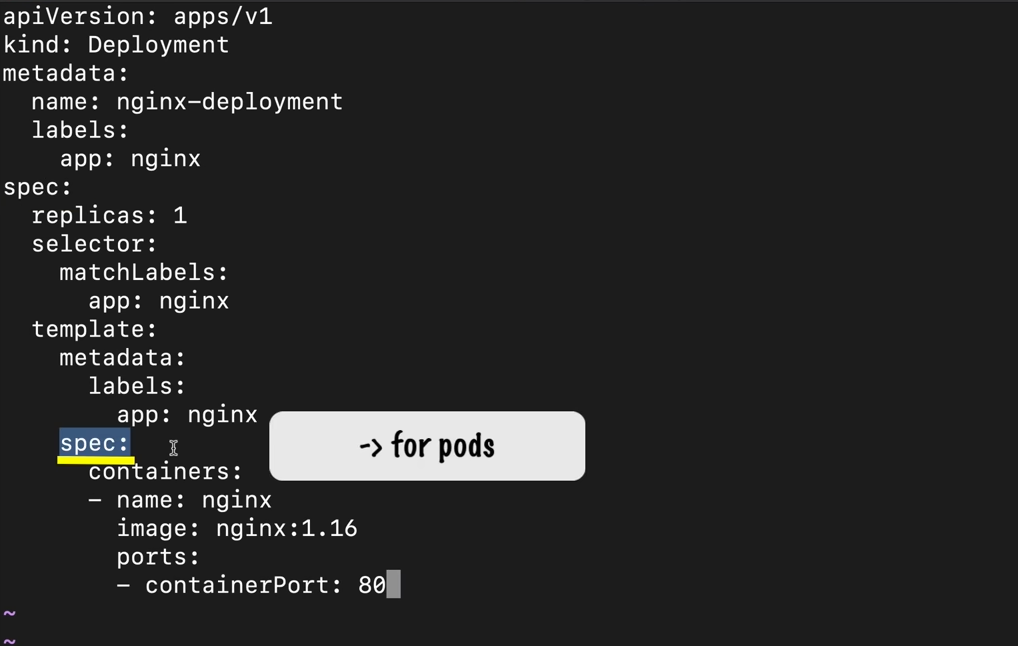 apiVersion: apps/v1
kind: Deployment
metadata:
  name: nginx-deployment
  labels:
    app: nginx
spec:
  replicas: 1
  selector:
    matchLabels:
      app: nginx
  template:
    metadata:
      labels:
        app: nginx
    spec:
-> for pods
      containers:
      - name: nginx
        image: nginx:1.16
        ports:
        - containerPort: 80
~
~